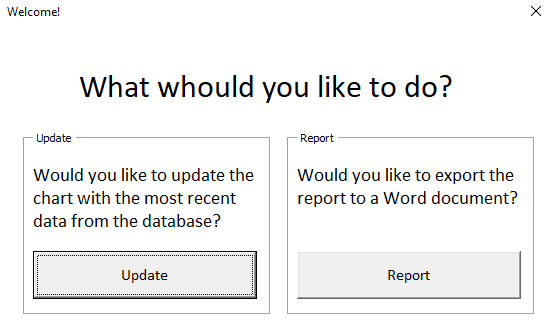 Welcome!
What whould you like to do?
Update
Would you like to update the
chart with the most recent
data from the database?
Update
Report
Would you like to export the
report to a Word document?
Report